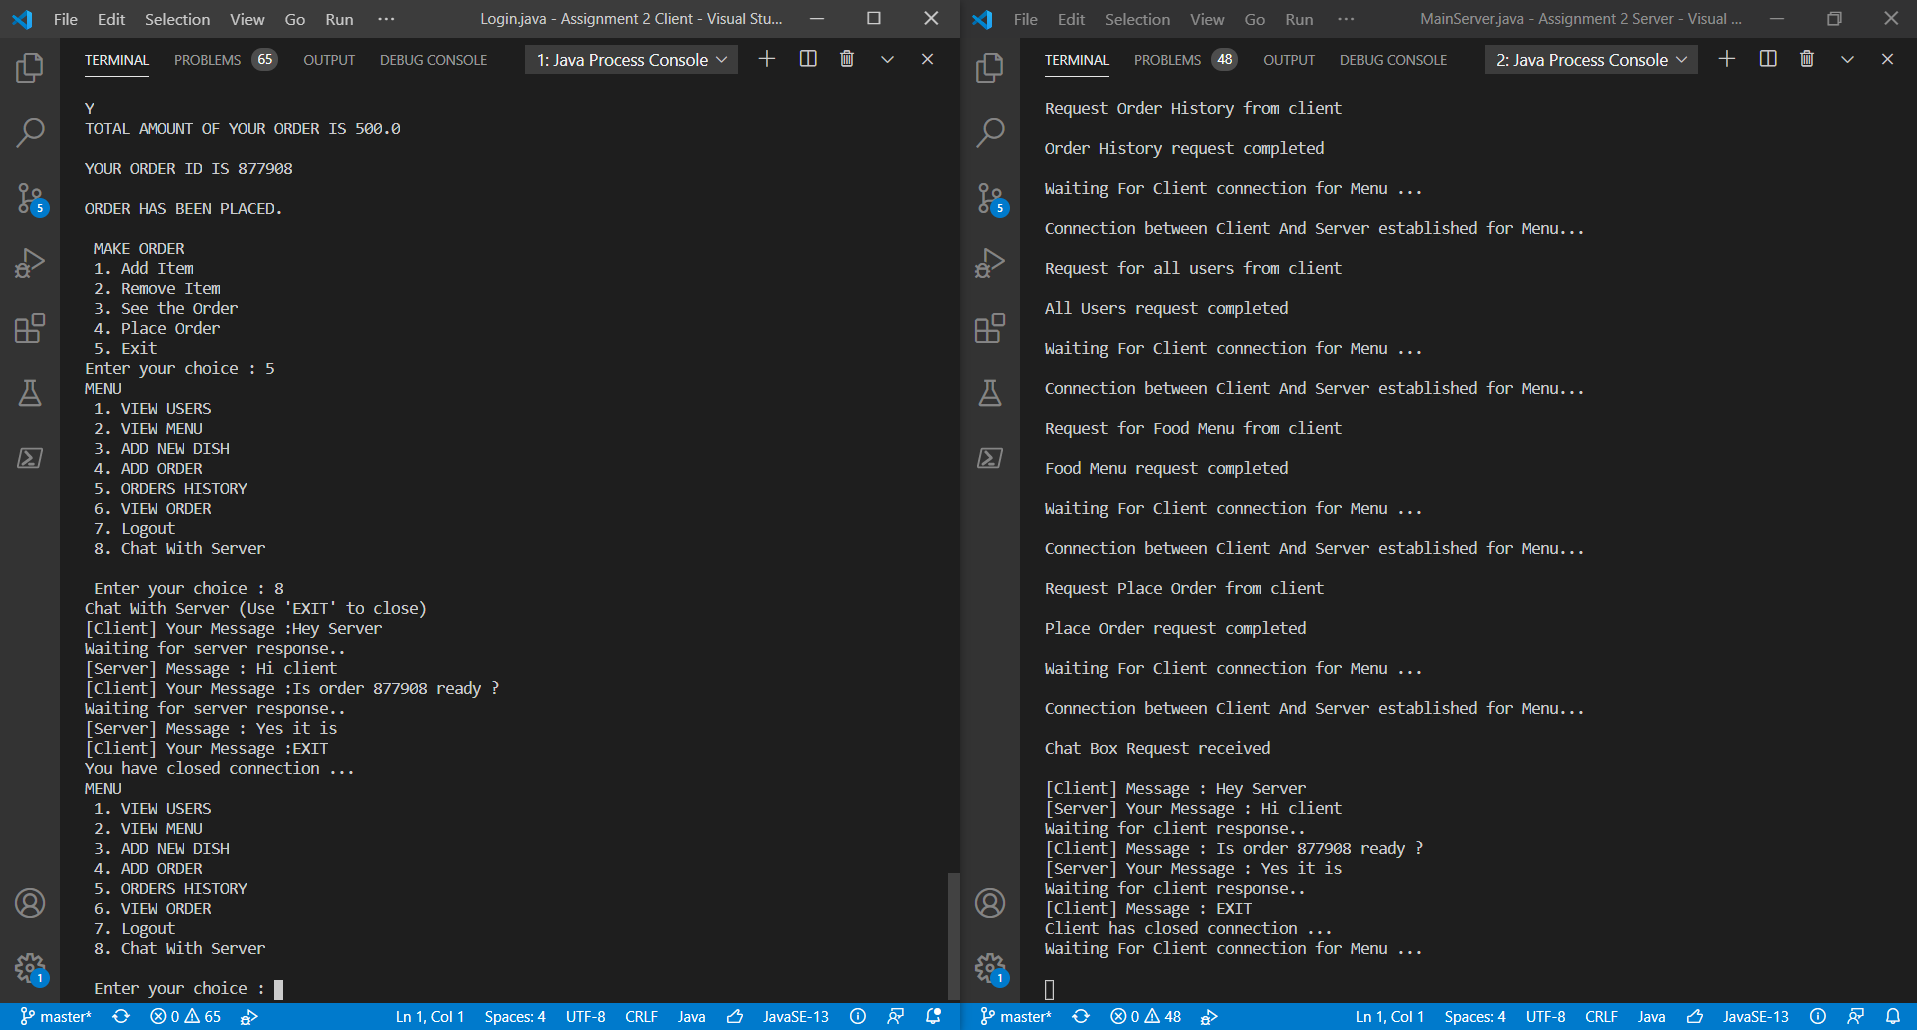 File Edit Selection View Go Run ··· Login.java - Assignment 2 Client - Visual Stu...
TERMINAL PROBLEMS 65 OUTPUT DEBUG CONSOLE 1: Java Process Console
Y
TOTAL AMOUNT OF YOUR ORDER IS 500.0
YOUR ORDER ID IS 877908
ORDER HAS BEEN PLACED.
MAKE ORDER
1. Add Item
2. Remove Item
3. See the Order
4. Place Order
5. Exit
Enter your choice : 5
MENU
1. VIEW USERS
2. VIEW MENU
3. ADD NEW DISH
4. ADD ORDER
5. ORDERS HISTORY
6. VIEW ORDER
7. Logout
8. Chat With Server
Enter your choice : 8
Chat With Server (Use 'EXIT' to close)
[Client] Your Message :Hey Server
Waiting for server response..
[Server] Message : Hi client
[Client] Your Message :Is order 877908 ready ?
Waiting for server response..
[Server] Message : Yes it is
[Client] Your Message :EXIT
You have closed connection ...
MENU
1. VIEW USERS
2. VIEW MENU
3. ADD NEW DISH
4. ADD ORDER
5. ORDERS HISTORY
6. VIEW ORDER
7. Logout
8. Chat With Server
Enter your choice :
5
1
master* 0 65 Ln 1, Col 1 Spaces: 4 UTF-8 CRLF Java JavaSE-13
File Edit Selection View Go Run ··· MainServer.java - Assignment 2 Server - Visual ...
TERMINAL PROBLEMS 48 OUTPUT DEBUG CONSOLE 2: Java Process Console
Request Order History from client
Order History request completed
Waiting For Client connection for Menu ...
Connection between Client And Server established for Menu...
Request for all users from client
All Users request completed
Waiting For Client connection for Menu ...
Connection between Client And Server established for Menu...
Request for Food Menu from client
Food Menu request completed
Waiting For Client connection for Menu ...
Connection between Client And Server established for Menu...
Request Place Order from client
Place Order request completed
Waiting For Client connection for Menu ...
Connection between Client And Server established for Menu...
Chat Box Request received
[Client] Message : Hey Server
[Server] Your Message : Hi client
Waiting for client response..
[Client] Message : Is order 877908 ready ?
[Server] Your Message : Yes it is
Waiting for client response..
[Client] Message : EXIT
Client has closed connection ...
Waiting For Client connection for Menu ...
5
1
master* 0 48 Ln 1, Col 1 Spaces: 4 UTF-8 CRLF Java JavaSE-13